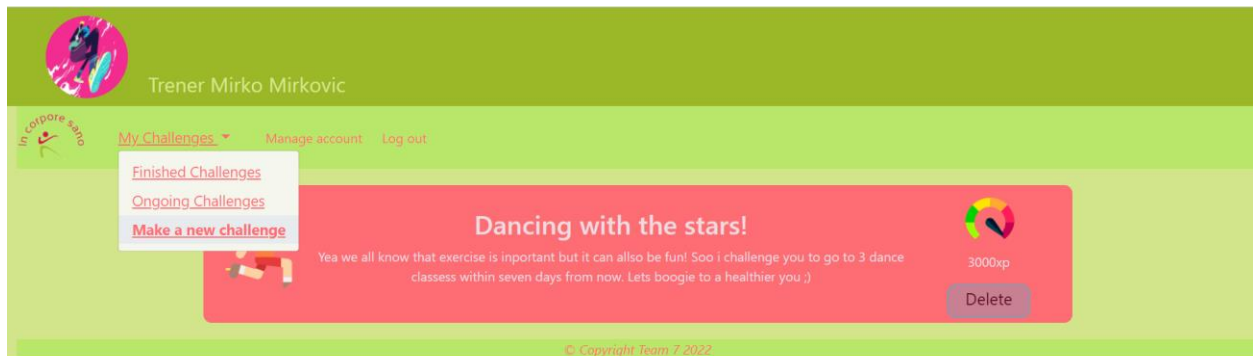 Trener Mirko Mirkovic
In corpore sano
My Challenges
Manage account
Log out
Finished Challenges
Ongoing Challenges
Make a new challenge
Dancing with the stars!
Yea we all know that exercise is inportant but it can allso be fun! Soo i challenge you to go to 3 dance
classess within seven days from now. Lets boogie to a healthier you ;)
3000xp
Delete
© Copyright Team 7 2022